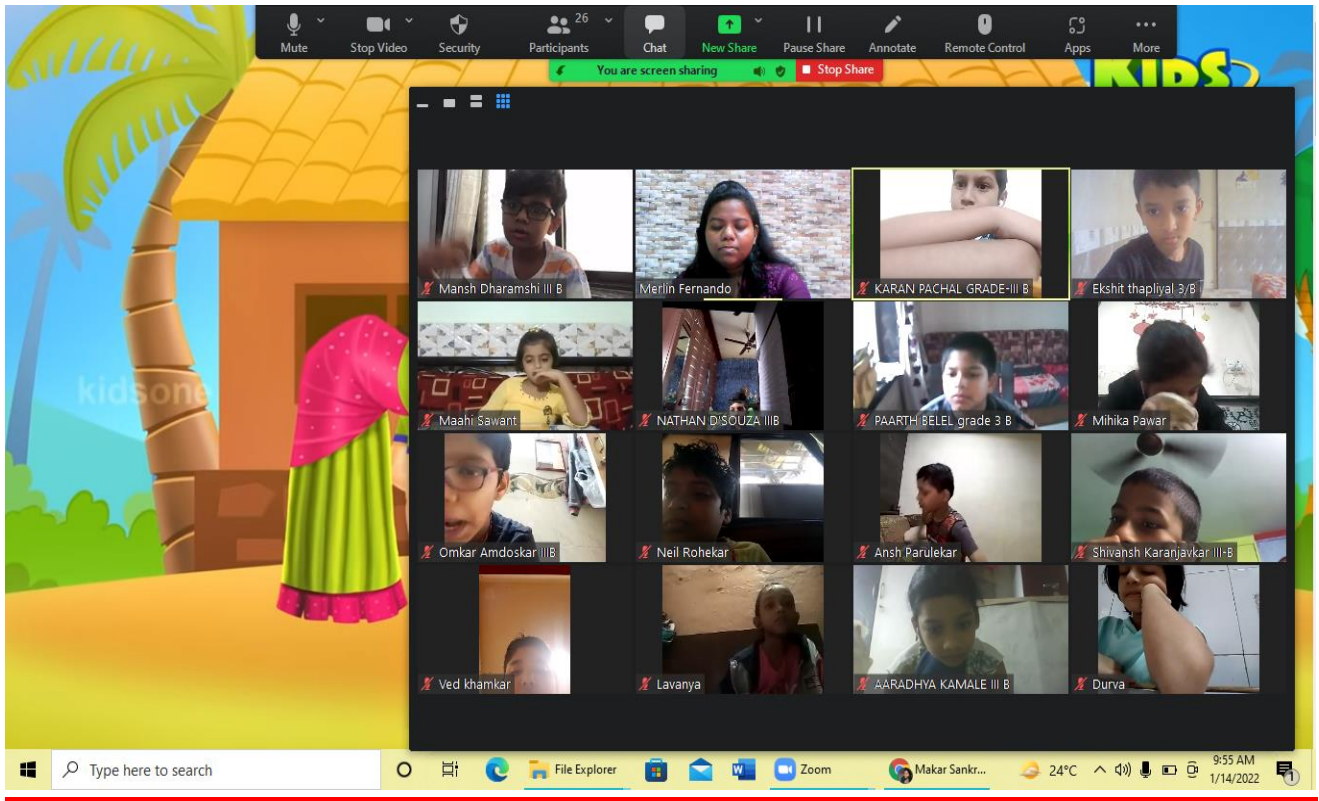 26
Mute Stop Video Security Participants Chat New Share Pause Share Annotate Remote Control Apps More
You are screen sharing Stop Share
KIDS
kidsone
Mansh Dharamshi III B
Merlin Fernando
KARAN PACHAL GRADE-III B
Ekshit thapliyal 3/B
Maahi Sawant
NATHAN D'SOUZA IIIB
PAARTH BELEL grade 3 B
Mihika Pawar
Omkar Amdoskar IIIB
Neil Rohekar
Ansh Parulekar
Shivansh Karanjavkar III-B
Ved khamkar
Lavanya
AARADHYA KAMALE III B
Durva
Type here to search
File Explorer
Zoom
Makar Sankr...
24°C
9:55 AM
1/14/2022
1